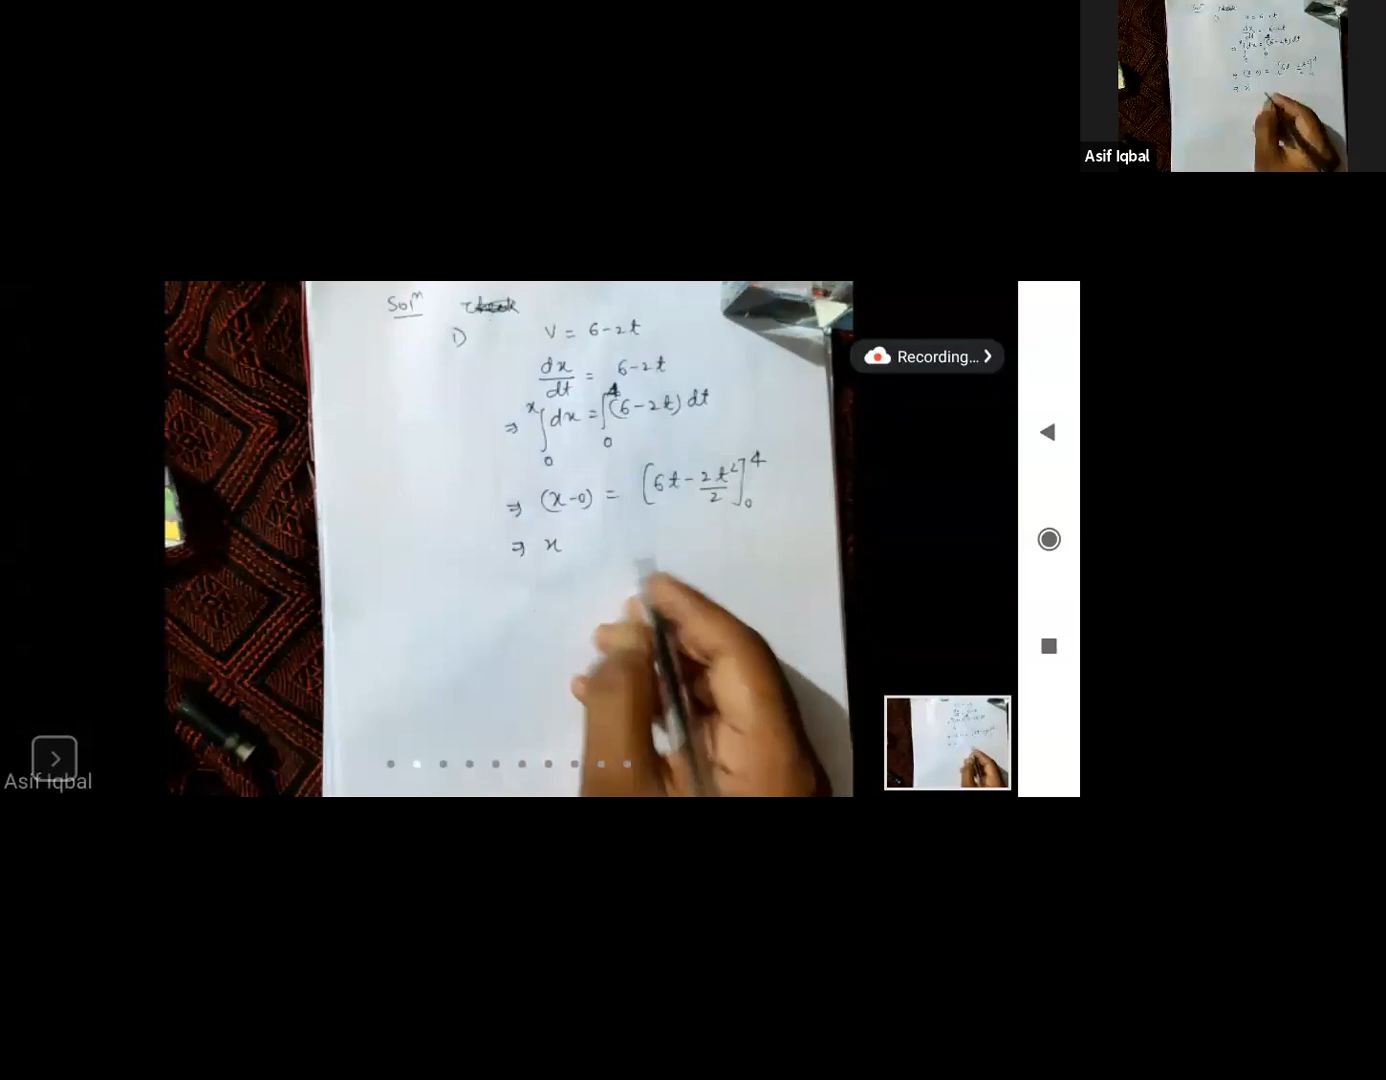 Asif Iqbal
Solⁿ
1) V = 6-2t
dx/dt = 6-2t
⇒ ∫₀ˣ dx = ∫₀⁴ (6-2t) dt
⇒ (x-0) = [6t - 2t²/2]₀⁴
⇒ x
Recording...
Asif Iqbal